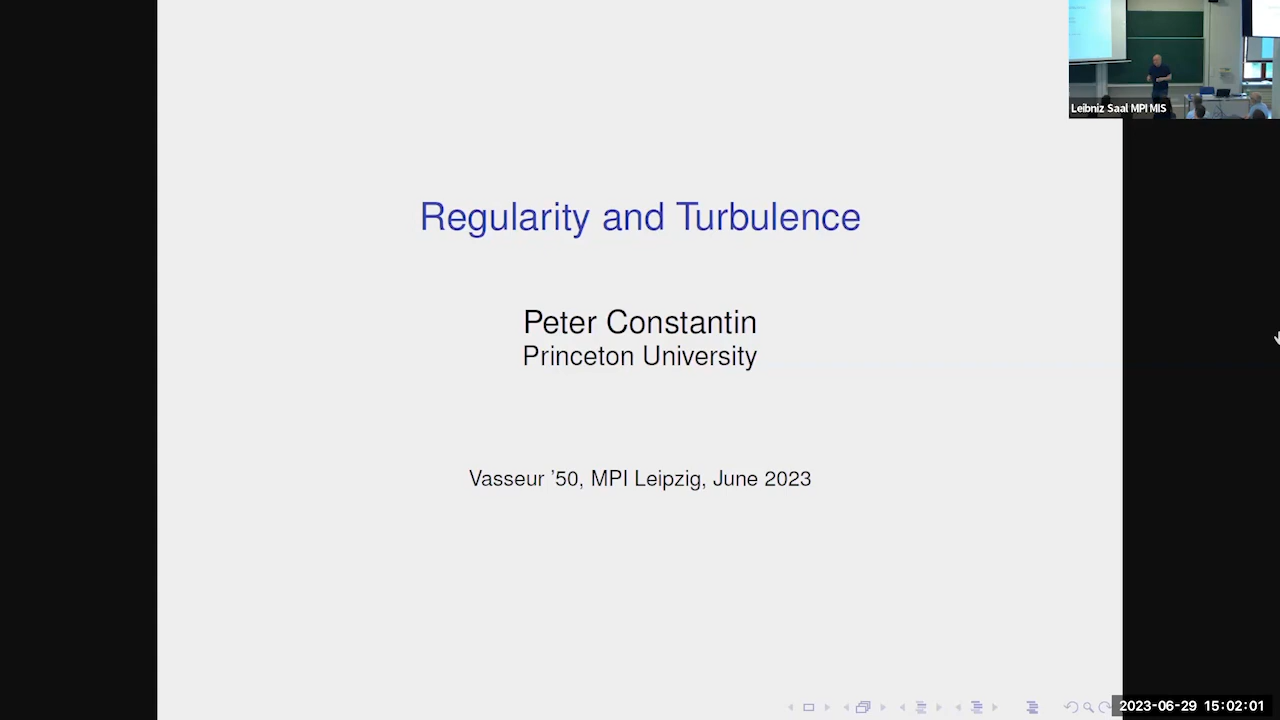 Leibniz Saal MPI MIS
Regularity and Turbulence
Peter Constantin
Princeton University
Vasseur '50, MPI Leipzig, June 2023
2023-06-29 15:02:01